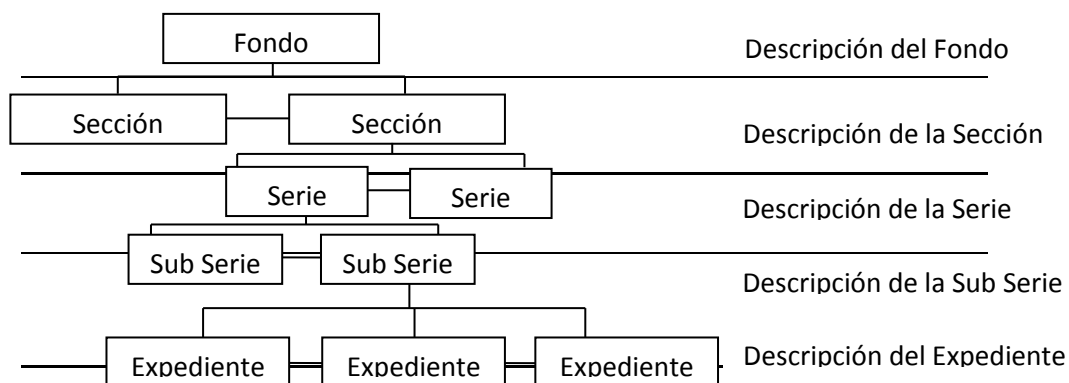 Fondo
Descripción del Fondo
Sección Sección
Descripción de la Sección
Serie Serie
Descripción de la Serie
Sub Serie Sub Serie
Descripción de la Sub Serie
Expediente Expediente Expediente
Descripción del Expediente